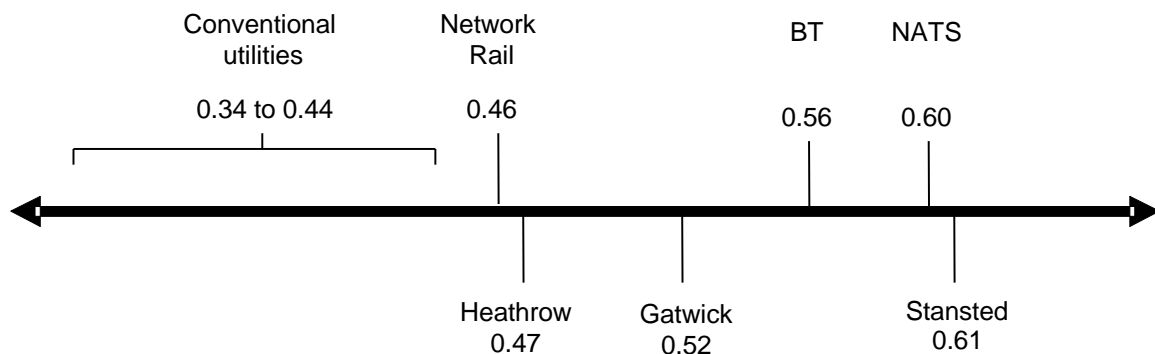 Conventional
utilities
0.34 to 0.44
Network
Rail
0.46
BT
0.56
NATS
0.60
Heathrow
0.47
Gatwick
0.52
Stansted
0.61